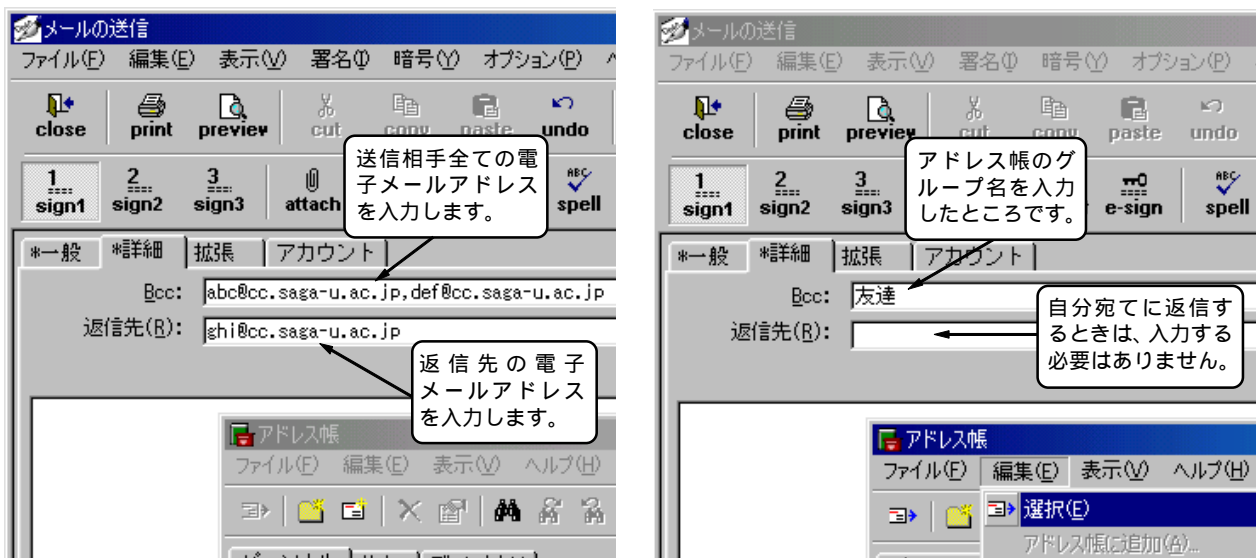 メールの送信
ファイル(F) 編集(E) 表示(V) 署名(I) 暗号(Y) オプション(P)
close print preview cut copy paste undo
送信相手全ての電
子メールアドレス
を入力します。
1 2 3 ABC
sign1 sign2 sign3 attach spell
*一般 *詳細 拡張 アカウント
Bcc: abc@cc.saga-u.ac.jp,def@cc.saga-u.ac.jp
返信先(R): ghi@cc.saga-u.ac.jp
返信先の電子
メールアドレス
を入力します。
アドレス帳
ファイル(F) 編集(E) 表示(V) ヘルプ(H)
メールの送信
ファイル(F) 編集(E) 表示(V) 署名(I) 暗号(Y) オプション(P)
close print preview cut copy paste undo
アドレス帳のグ
ループ名を入力
したところです。
1 2 3 ABC
sign1 sign2 sign3 e-sign spell
*一般 *詳細 拡張 アカウント
Bcc: 友達
返信先(R):
自分宛てに返信す
るときは、入力する
必要はありません。
アドレス帳
ファイル(F) 編集(E) 表示(V) ヘルプ(H)
選択(E)
アドレス帳に追加(A)...